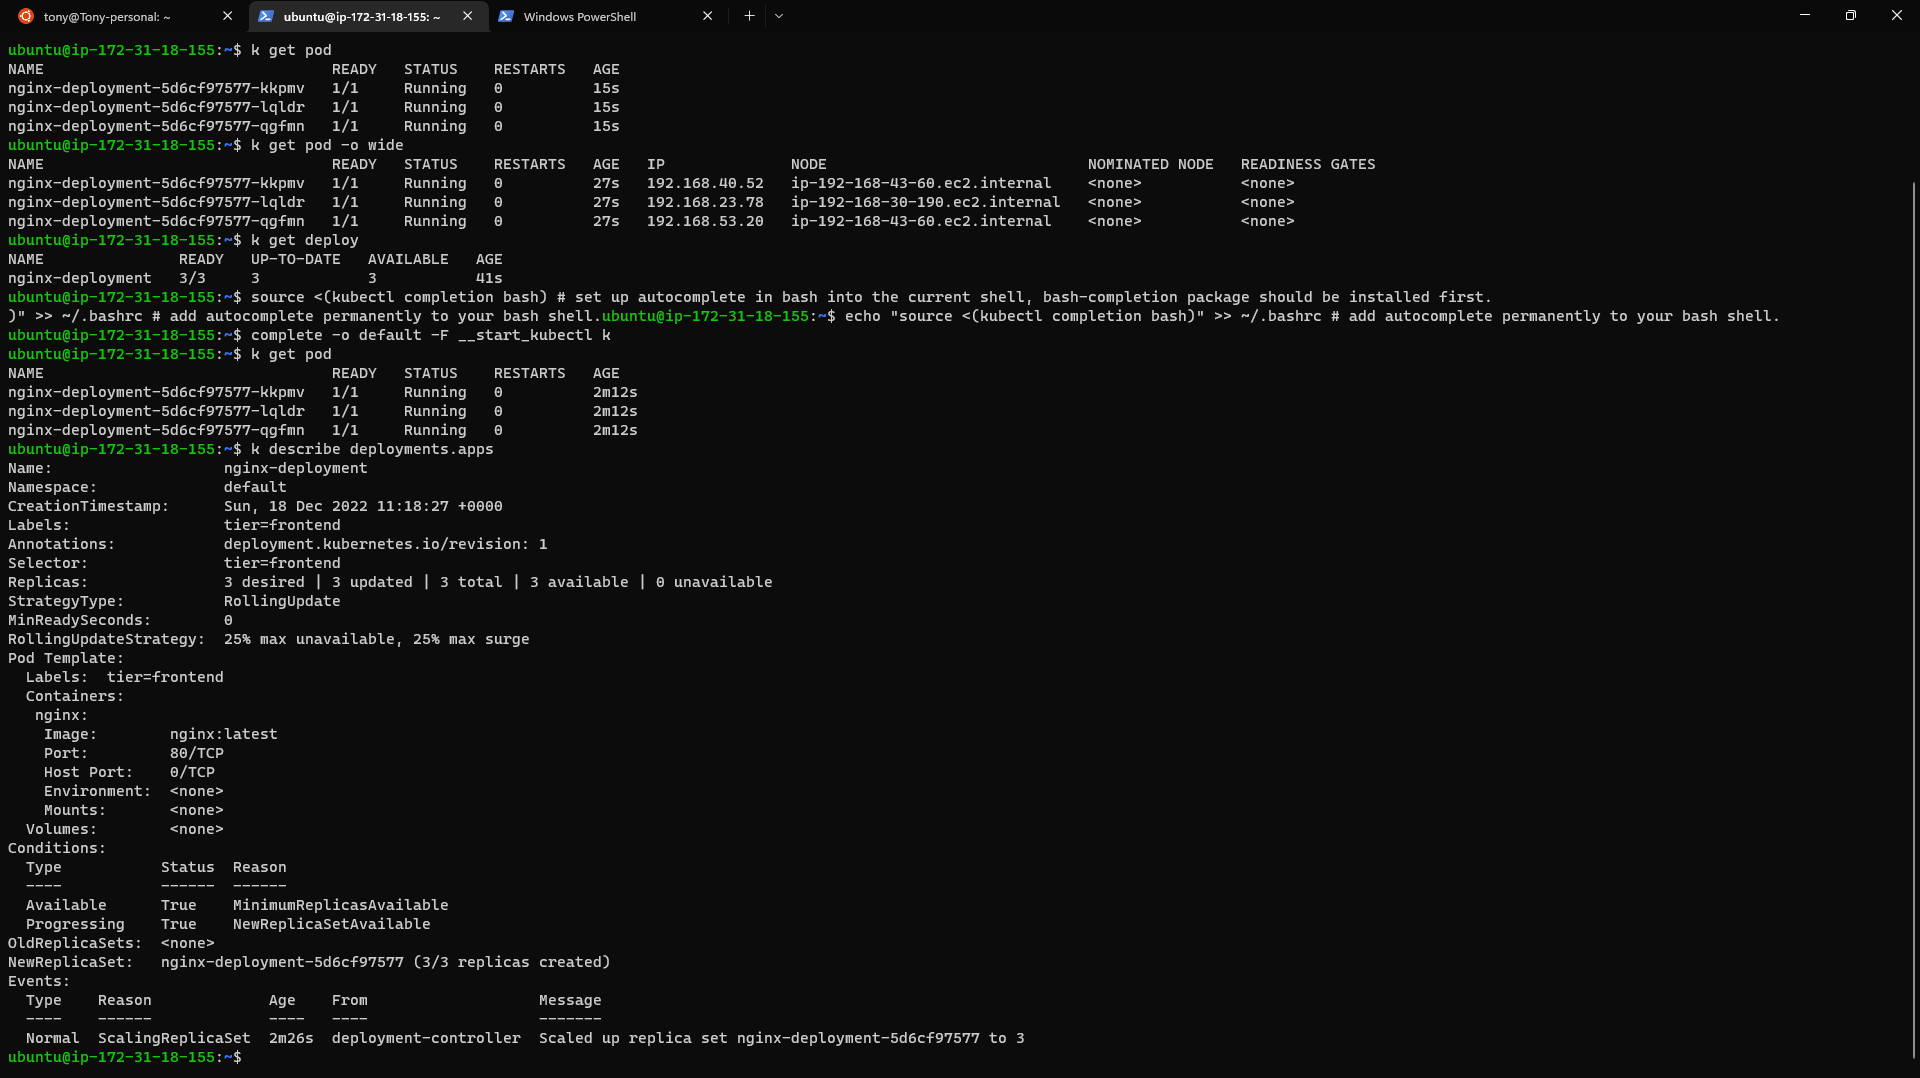 tony@Tony-personal: ~ ubuntu@ip-172-31-18-155: ~ Windows PowerShell
ubuntu@ip-172-31-18-155:~$ k get pod
NAME                                READY   STATUS    RESTARTS   AGE
nginx-deployment-5d6cf97577-kkpmv   1/1     Running   0          15s
nginx-deployment-5d6cf97577-lqldr   1/1     Running   0          15s
nginx-deployment-5d6cf97577-qgfmn   1/1     Running   0          15s
ubuntu@ip-172-31-18-155:~$ k get pod -o wide
NAME                                READY   STATUS    RESTARTS   AGE   IP              NODE                             NOMINATED NODE   READINESS GATES
nginx-deployment-5d6cf97577-kkpmv   1/1     Running   0          27s   192.168.40.52   ip-192-168-43-60.ec2.internal    <none>           <none>
nginx-deployment-5d6cf97577-lqldr   1/1     Running   0          27s   192.168.23.78   ip-192-168-30-190.ec2.internal   <none>           <none>
nginx-deployment-5d6cf97577-qgfmn   1/1     Running   0          27s   192.168.53.20   ip-192-168-43-60.ec2.internal    <none>           <none>
ubuntu@ip-172-31-18-155:~$ k get deploy
NAME               READY   UP-TO-DATE   AVAILABLE   AGE
nginx-deployment   3/3     3            3           41s
ubuntu@ip-172-31-18-155:~$ source <(kubectl completion bash) # set up autocomplete in bash into the current shell, bash-completion package should be installed first.
)" >> ~/.bashrc # add autocomplete permanently to your bash shell.ubuntu@ip-172-31-18-155:~$ echo "source <(kubectl completion bash)" >> ~/.bashrc # add autocomplete permanently to your bash shell.
ubuntu@ip-172-31-18-155:~$ complete -o default -F __start_kubectl k
ubuntu@ip-172-31-18-155:~$ k get pod
NAME                                READY   STATUS    RESTARTS   AGE
nginx-deployment-5d6cf97577-kkpmv   1/1     Running   0          2m12s
nginx-deployment-5d6cf97577-lqldr   1/1     Running   0          2m12s
nginx-deployment-5d6cf97577-qgfmn   1/1     Running   0          2m12s
ubuntu@ip-172-31-18-155:~$ k describe deployments.apps
Name:                   nginx-deployment
Namespace:              default
CreationTimestamp:      Sun, 18 Dec 2022 11:18:27 +0000
Labels:                 tier=frontend
Annotations:            deployment.kubernetes.io/revision: 1
Selector:               tier=frontend
Replicas:               3 desired | 3 updated | 3 total | 3 available | 0 unavailable
StrategyType:           RollingUpdate
MinReadySeconds:        0
RollingUpdateStrategy:  25% max unavailable, 25% max surge
Pod Template:
  Labels:  tier=frontend
  Containers:
   nginx:
    Image:        nginx:latest
    Port:         80/TCP
    Host Port:    0/TCP
    Environment:  <none>
    Mounts:       <none>
  Volumes:        <none>
Conditions:
  Type           Status  Reason
  ----           ------  ------
  Available      True    MinimumReplicasAvailable
  Progressing    True    NewReplicaSetAvailable
OldReplicaSets:  <none>
NewReplicaSet:   nginx-deployment-5d6cf97577 (3/3 replicas created)
Events:
  Type    Reason             Age    From                   Message
  ----    ------             ----   ----                   -------
  Normal  ScalingReplicaSet  2m26s  deployment-controller  Scaled up replica set nginx-deployment-5d6cf97577 to 3
ubuntu@ip-172-31-18-155:~$